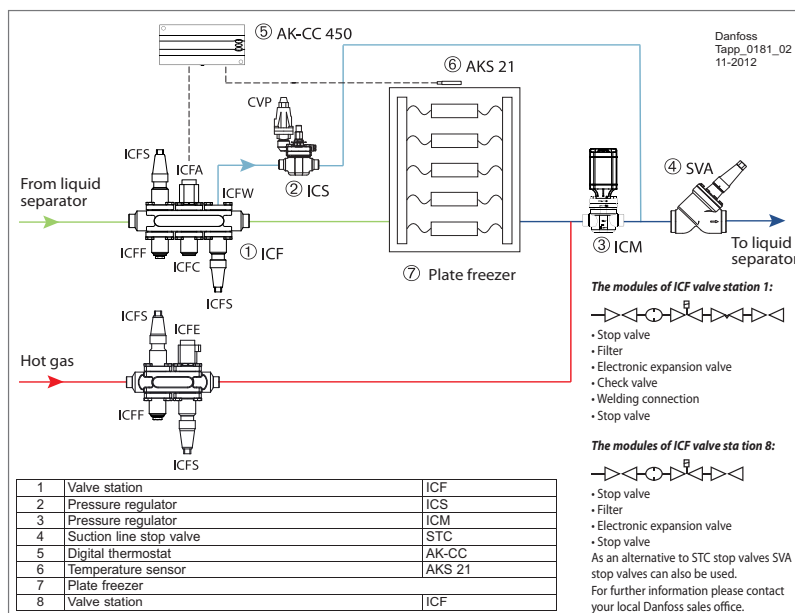 ⑤ AK-CC 450
Danfoss
Tapp_0181_02
11-2012
⑥ AKS 21
CVP
ICFS
ICFA
ICFW
④ SVA
From liquid
separator
② ICS
ICFF
ICFC
① ICF
③ ICM
To liquid
separator
ICFS
⑦ Plate freezer
ICFS
ICFE
Hot gas
ICFF
ICFS
The modules of ICF valve station 1:
• Stop valve
• Filter
• Electronic expansion valve
• Check valve
• Welding connection
• Stop valve
The modules of ICF valve sta tion 8:
• Stop valve
• Filter
• Electronic expansion valve
• Stop valve
As an alternative to STC stop valves SVA
stop valves can also be used.
For further information please contact
your local Danfoss sales office.
1 Valve station ICF
2 Pressure regulator ICS
3 Pressure regulator ICM
4 Suction line stop valve STC
5 Digital thermostat AK-CC
6 Temperature sensor AKS 21
7 Plate freezer
8 Valve station ICF